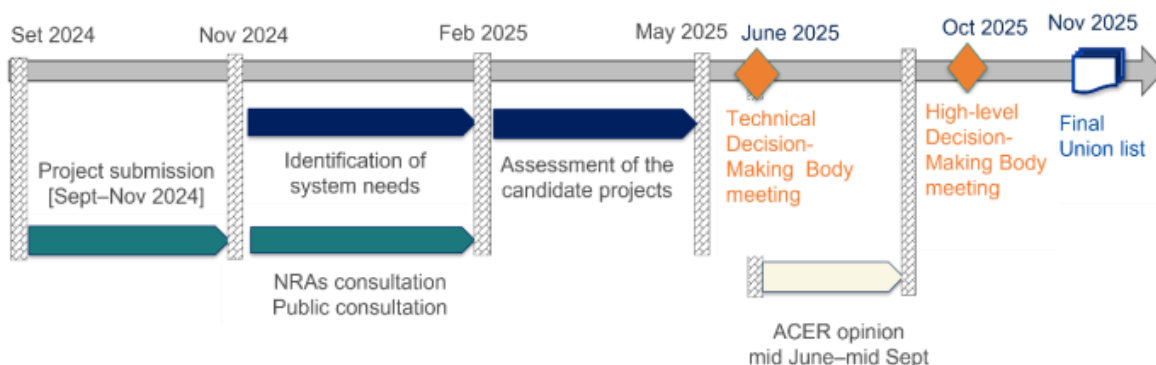 Set 2024
Nov 2024
Feb 2025
May 2025
June 2025
Oct 2025
Nov 2025
Project submission
[Sept–Nov 2024]
Identification of
system needs
NRAs consultation
Public consultation
Assessment of the
candidate projects
Technical
Decision-
Making Body
meeting
ACER opinion
mid June–mid Sept
High-level
Decision-
Making Body
meeting
Final
Union list